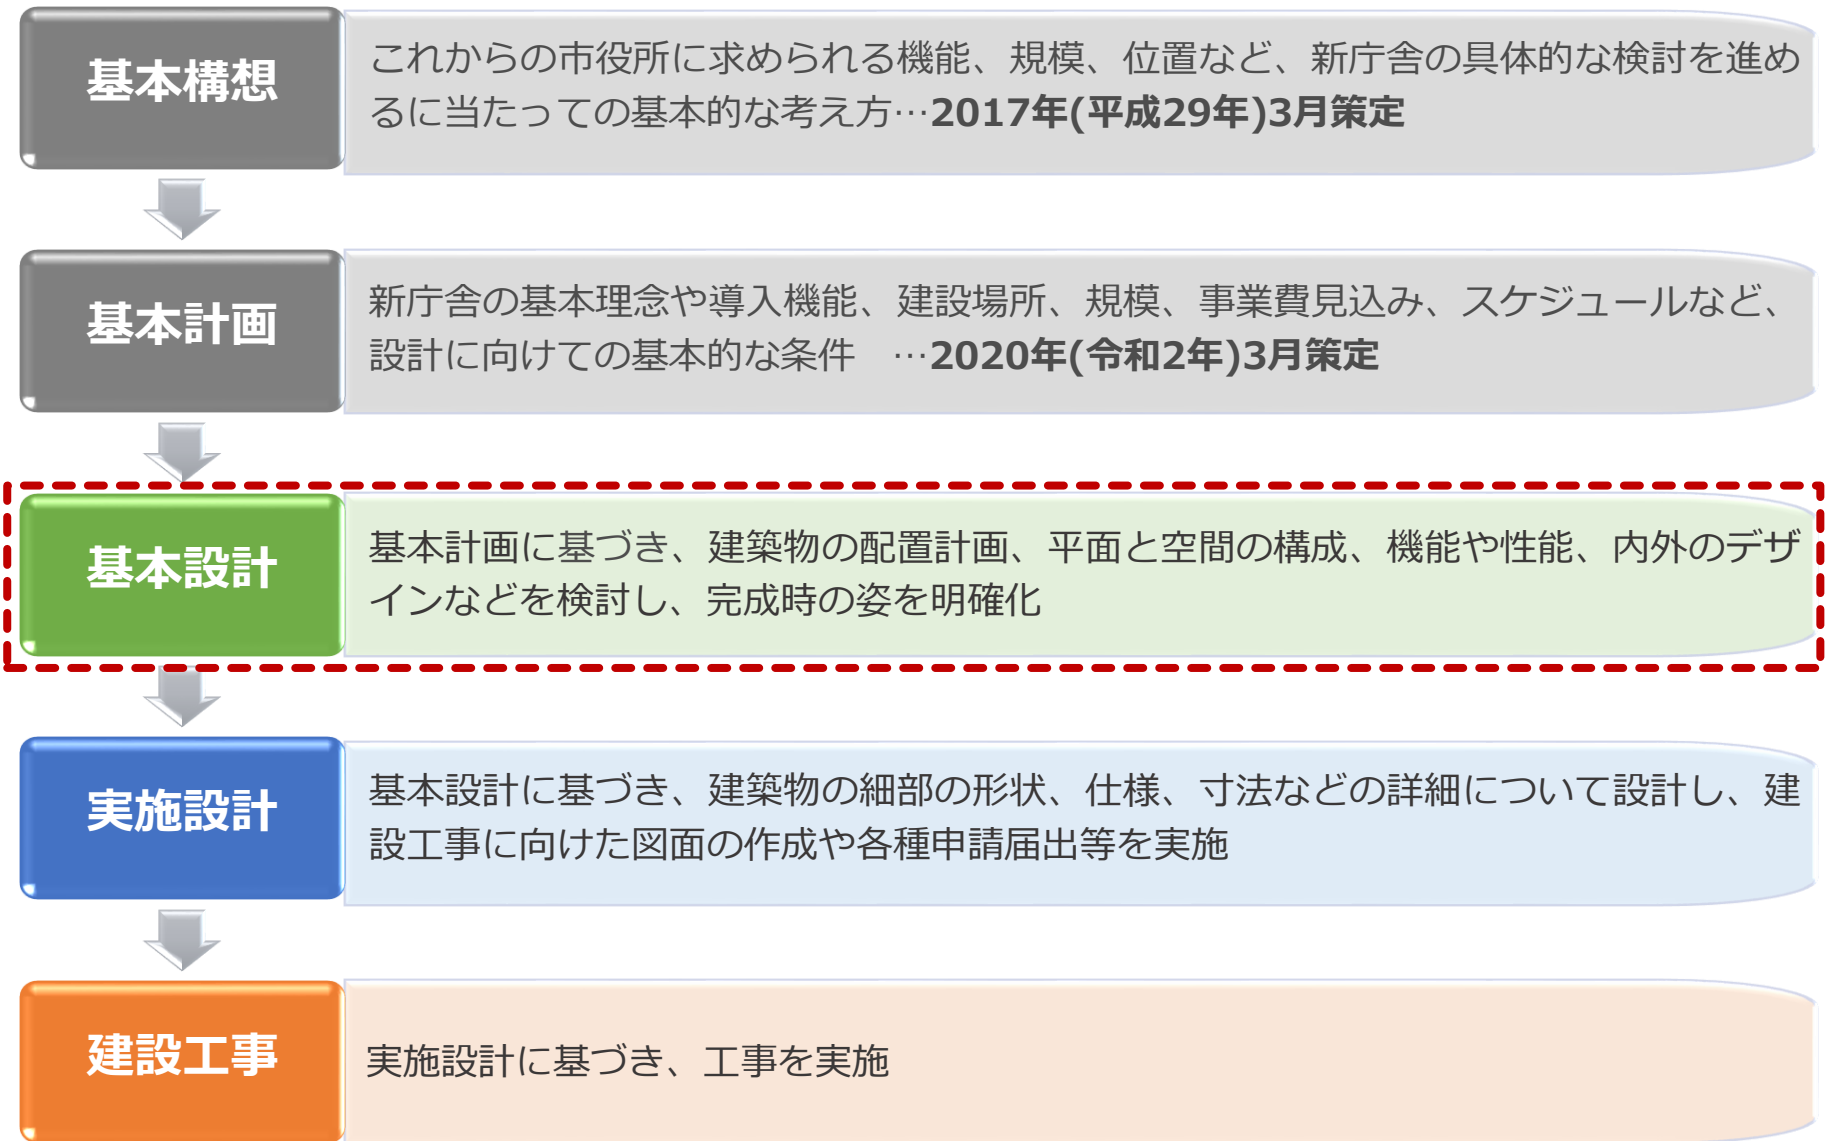 基本構想
これからの市役所に求められる機能、規模、位置など、新庁舎の具体的な検討を進め
るに当たっての基本的な考え方…2017年(平成29年)3月策定
基本計画
新庁舎の基本理念や導入機能、建設場所、規模、事業費見込み、スケジュールなど、
設計に向けての基本的な条件　…2020年(令和2年)3月策定
基本設計
基本計画に基づき、建築物の配置計画、平面と空間の構成、機能や性能、内外のデザ
インなどを検討し、完成時の姿を明確化
実施設計
基本設計に基づき、建築物の細部の形状、仕様、寸法などの詳細について設計し、建
設工事に向けた図面の作成や各種申請届出等を実施
建設工事
実施設計に基づき、工事を実施